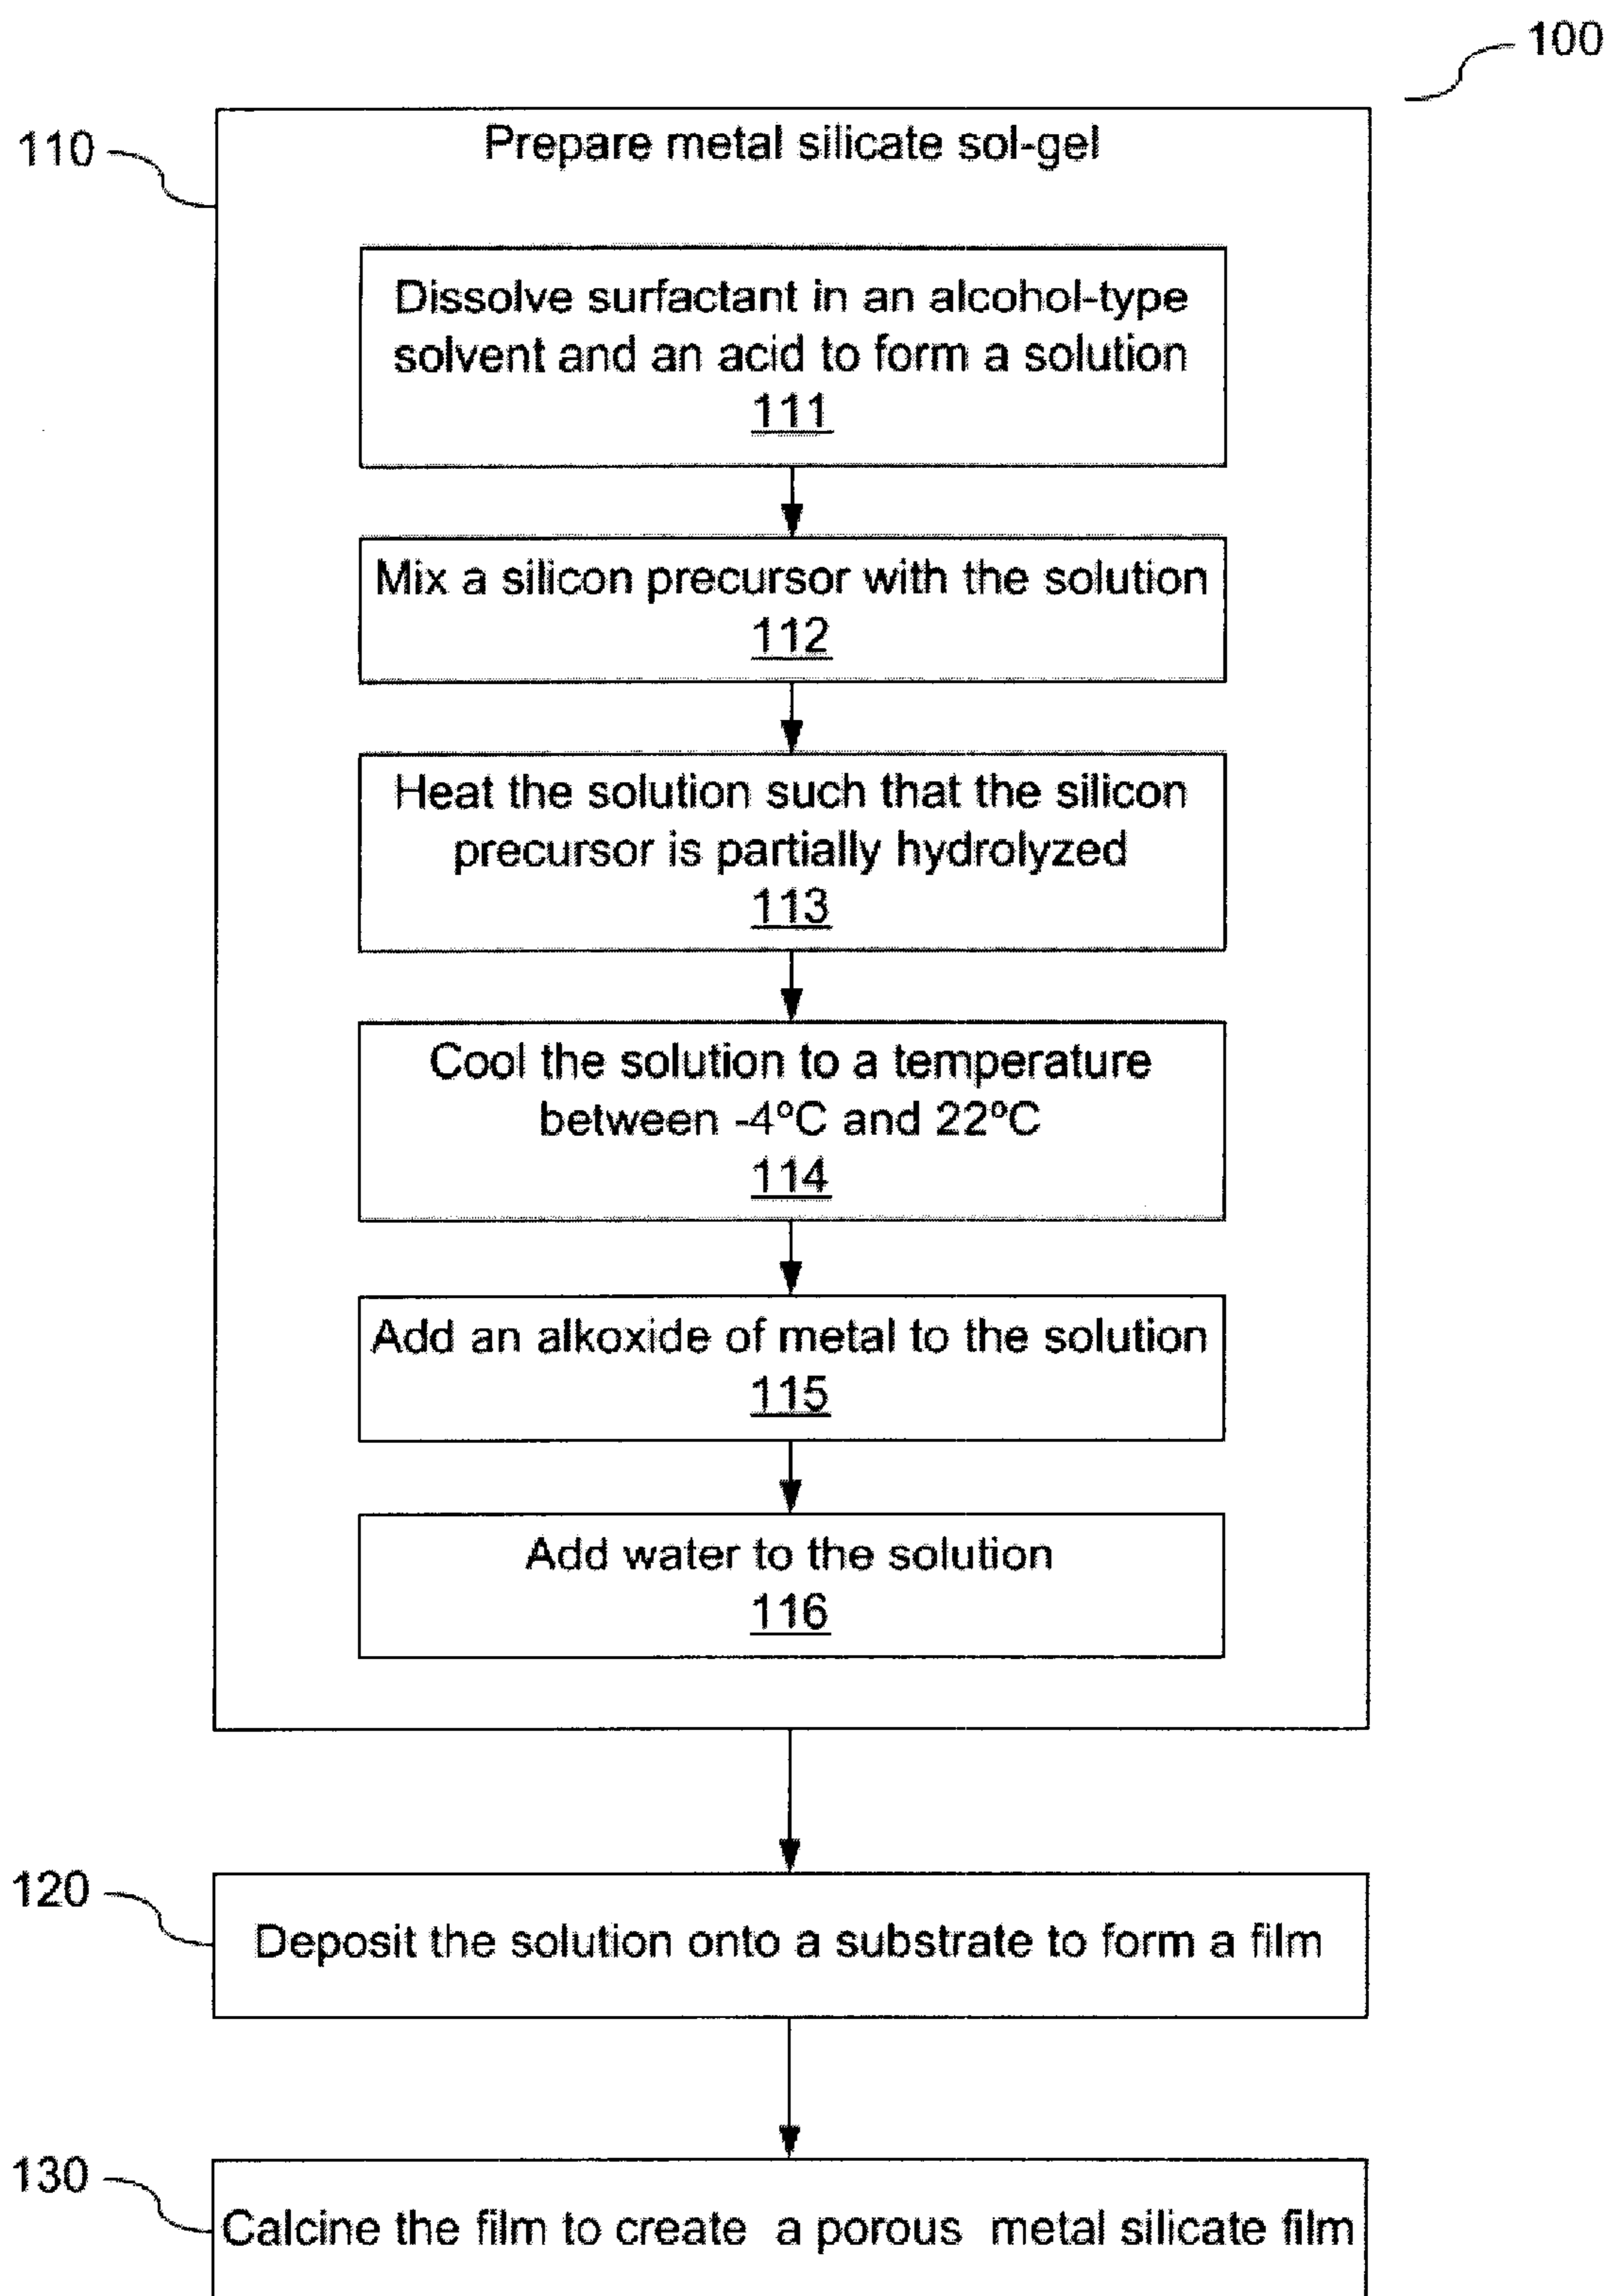 100
110
Prepare metal silicate sol-gel
Dissolve surfactant in an alcohol-type
solvent and an acid to form a solution
111
Mix a silicon precursor with the solution
112
Heat the solution such that the silicon
precursor is partially hydrolyzed
113
Cool the solution to a temperature
between -4ºC and 22ºC
114
Add an alkoxide of metal to the solution
115
Add water to the solution
116
120
Deposit the solution onto a substrate to form a film
130
Calcine the film to create a porous metal silicate film